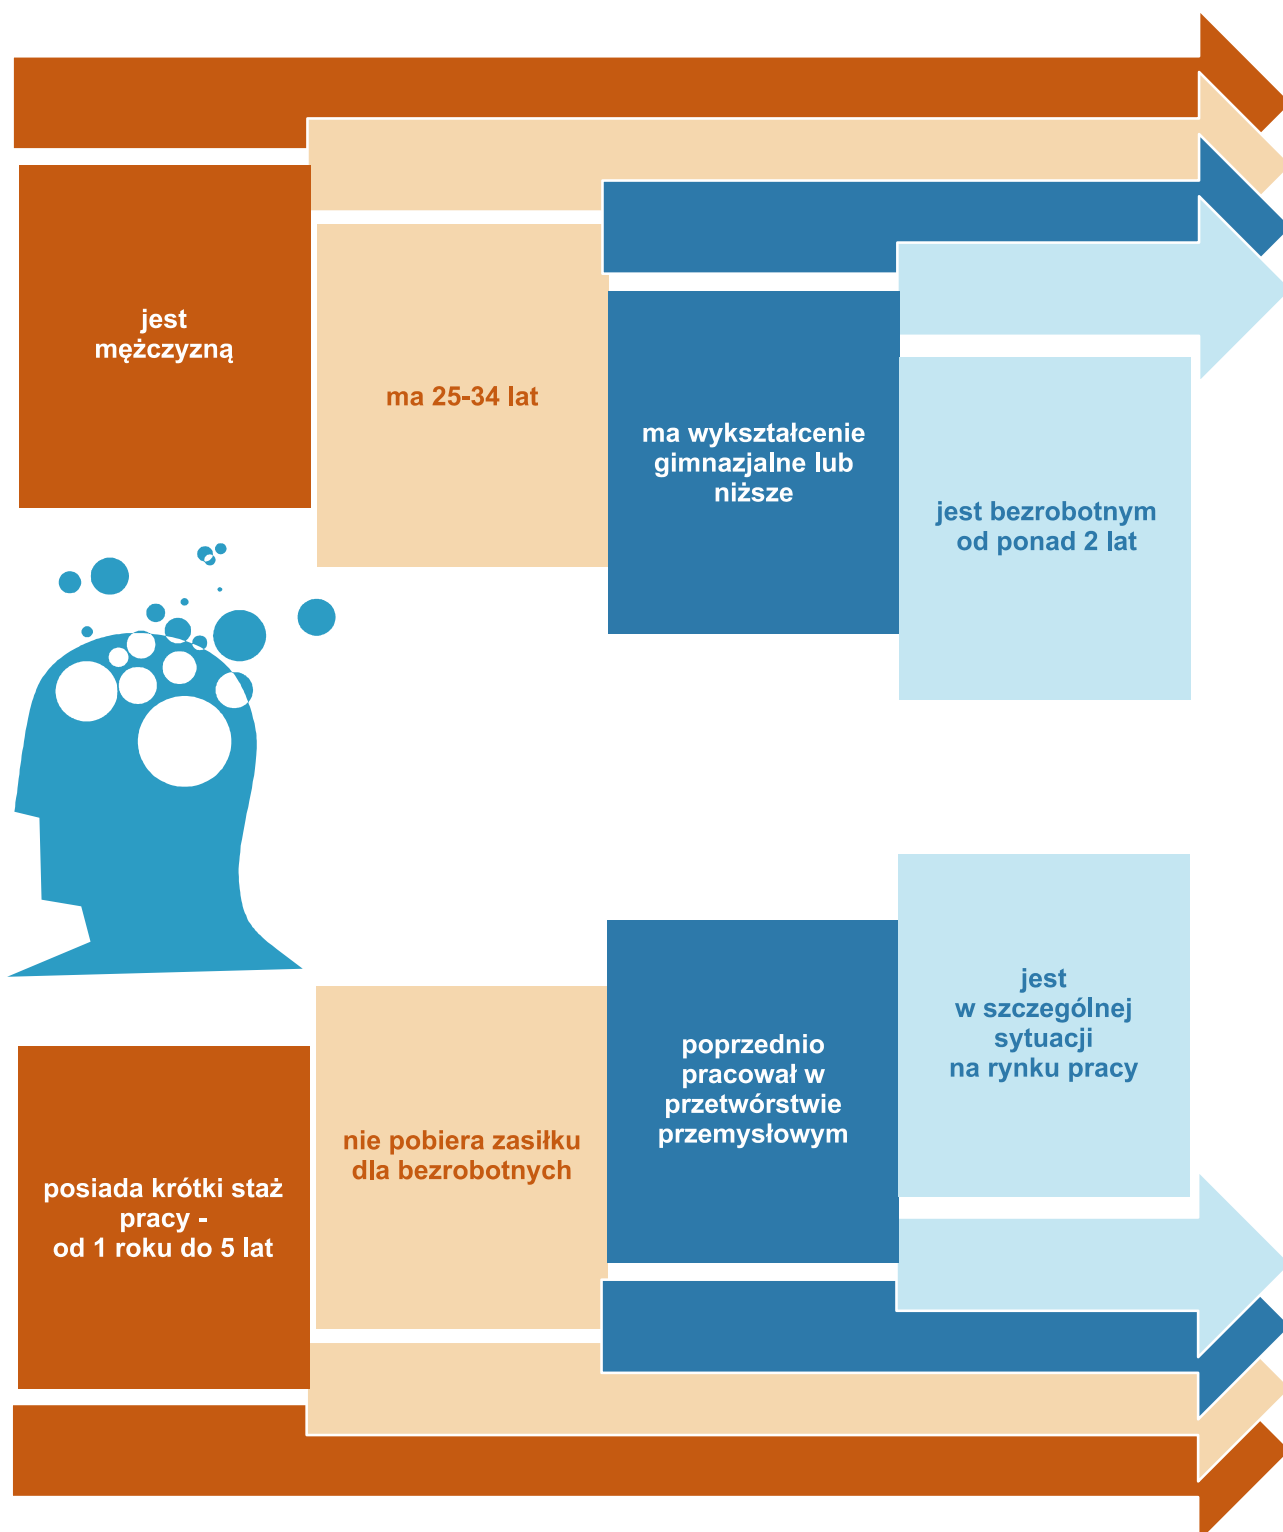 jest
mężczyzną
ma 25-34 lat
ma wykształcenie
gimnazjalne lub
niższe
jest bezrobotnym
od ponad 2 lat
posiada krótki staż
pracy -
od 1 roku do 5 lat
nie pobiera zasiłku
dla bezrobotnych
poprzednio
pracował w
przetwórstwie
przemysłowym
jest
w szczególnej
sytuacji
na rynku pracy